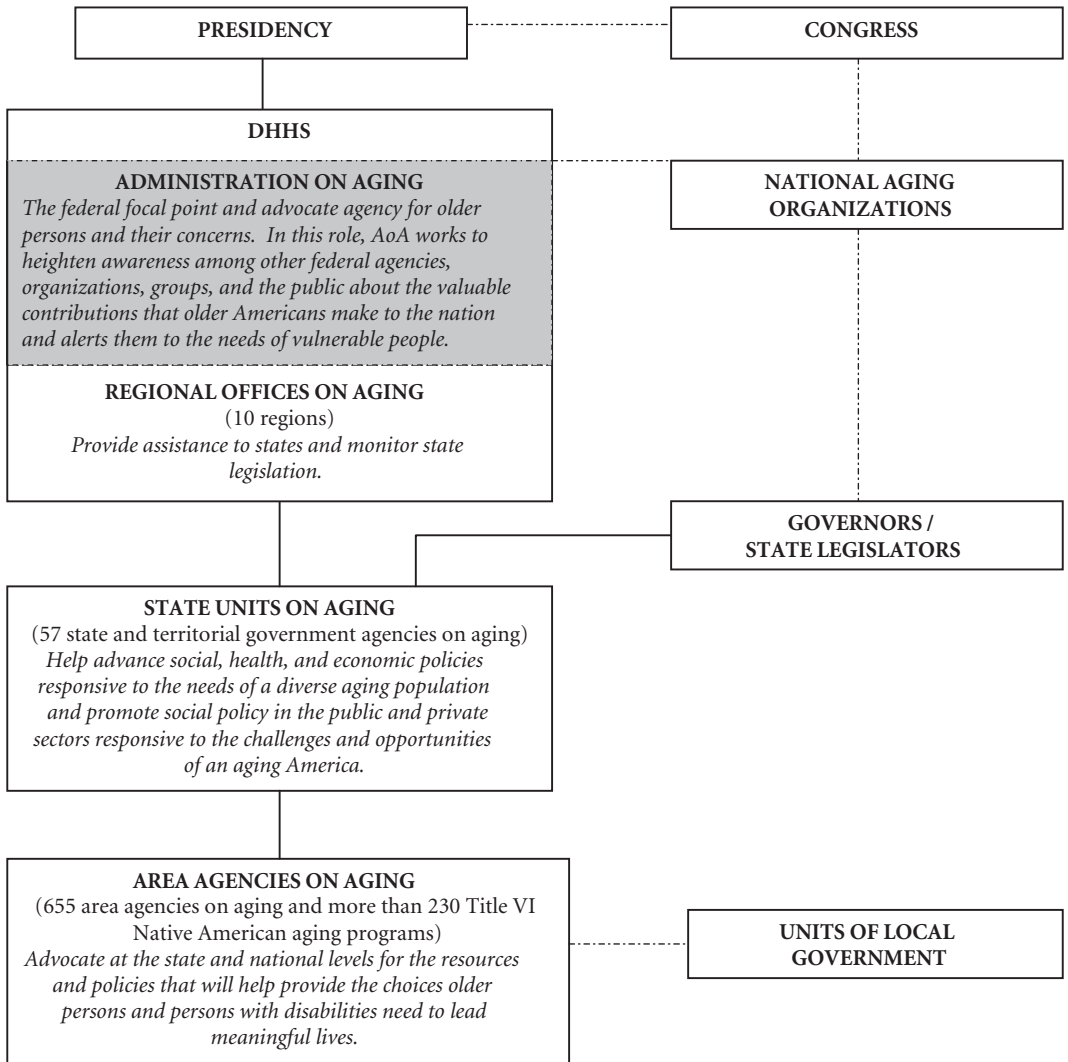 PRESIDENCY
CONGRESS
DHHS
ADMINISTRATION ON AGING
The federal focal point and advocate agency for older
persons and their concerns. In this role, AoA works to
heighten awareness among other federal agencies,
organizations, groups, and the public about the valuable
contributions that older Americans make to the nation
and alerts them to the needs of vulnerable people.
NATIONAL AGING
ORGANIZATIONS
REGIONAL OFFICES ON AGING
(10 regions)
Provide assistance to states and monitor state
legislation.
GOVERNORS /
STATE LEGISLATORS
STATE UNITS ON AGING
(57 state and territorial government agencies on aging)
Help advance social, health, and economic policies
responsive to the needs of a diverse aging population
and promote social policy in the public and private
sectors responsive to the challenges and opportunities
of an aging America.
AREA AGENCIES ON AGING
(655 area agencies on aging and more than 230 Title VI
Native American aging programs)
Advocate at the state and national levels for the resources
and policies that will help provide the choices older
persons and persons with disabilities need to lead
meaningful lives.
UNITS OF LOCAL
GOVERNMENT